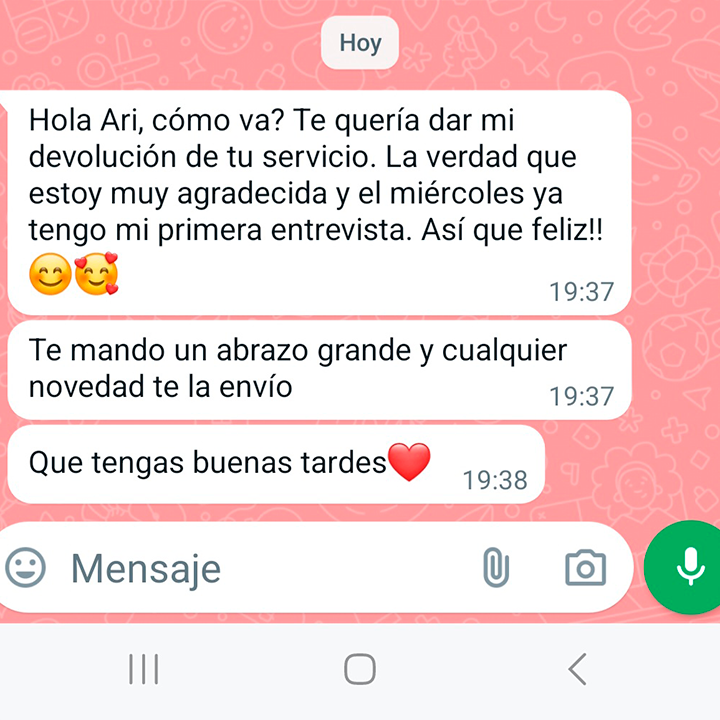 Hoy
Hola Ari, cómo va? Te quería dar mi
devolución de tu servicio. La verdad que
estoy muy agradecida y el miércoles ya
tengo mi primera entrevista. Así que feliz!!
😊🥰
19:37
Te mando un abrazo grande y cualquier
novedad te la envío
19:37
Que tengas buenas tardes❤️
19:38
Mensaje